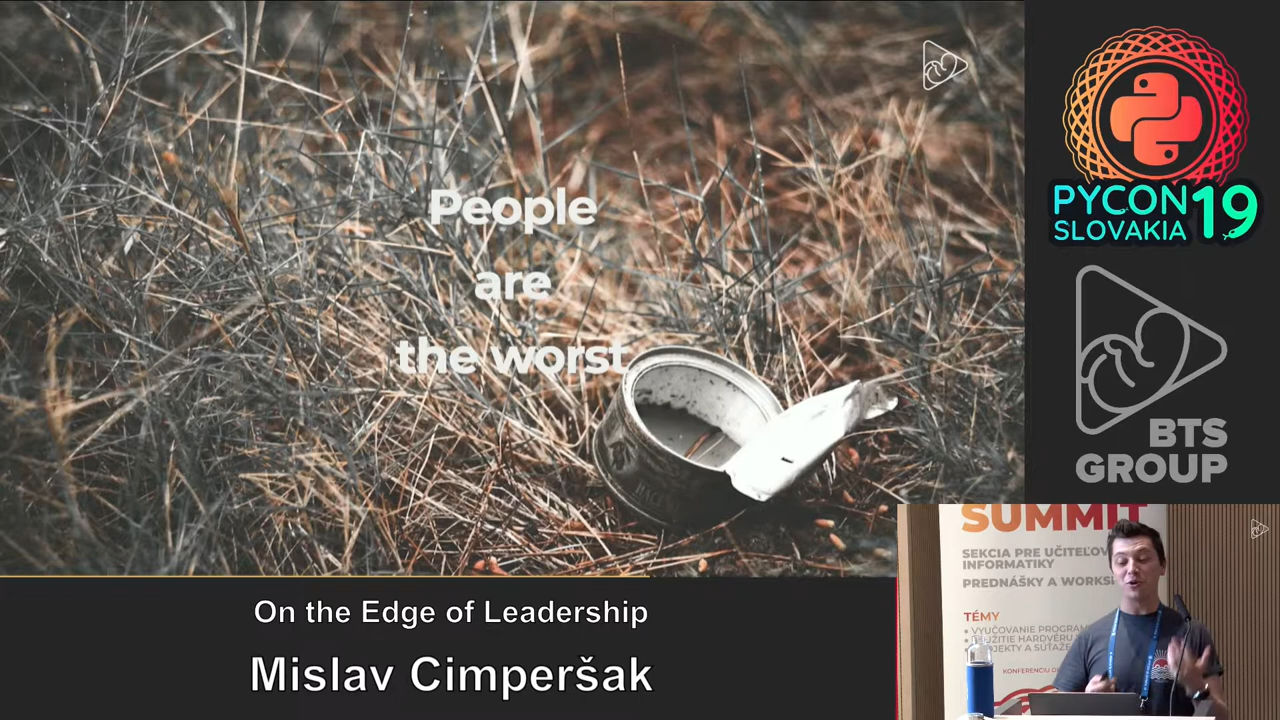 People
are
the worst
PYCON 19
SLOVAKIA
BTS
GROUP
On the Edge of Leadership
Mislav Cimperšak
SUMMIT
SEKCIA PRE UČITEĽOV
INFORMATIKY
PREDNÁŠKY A
TÉMY